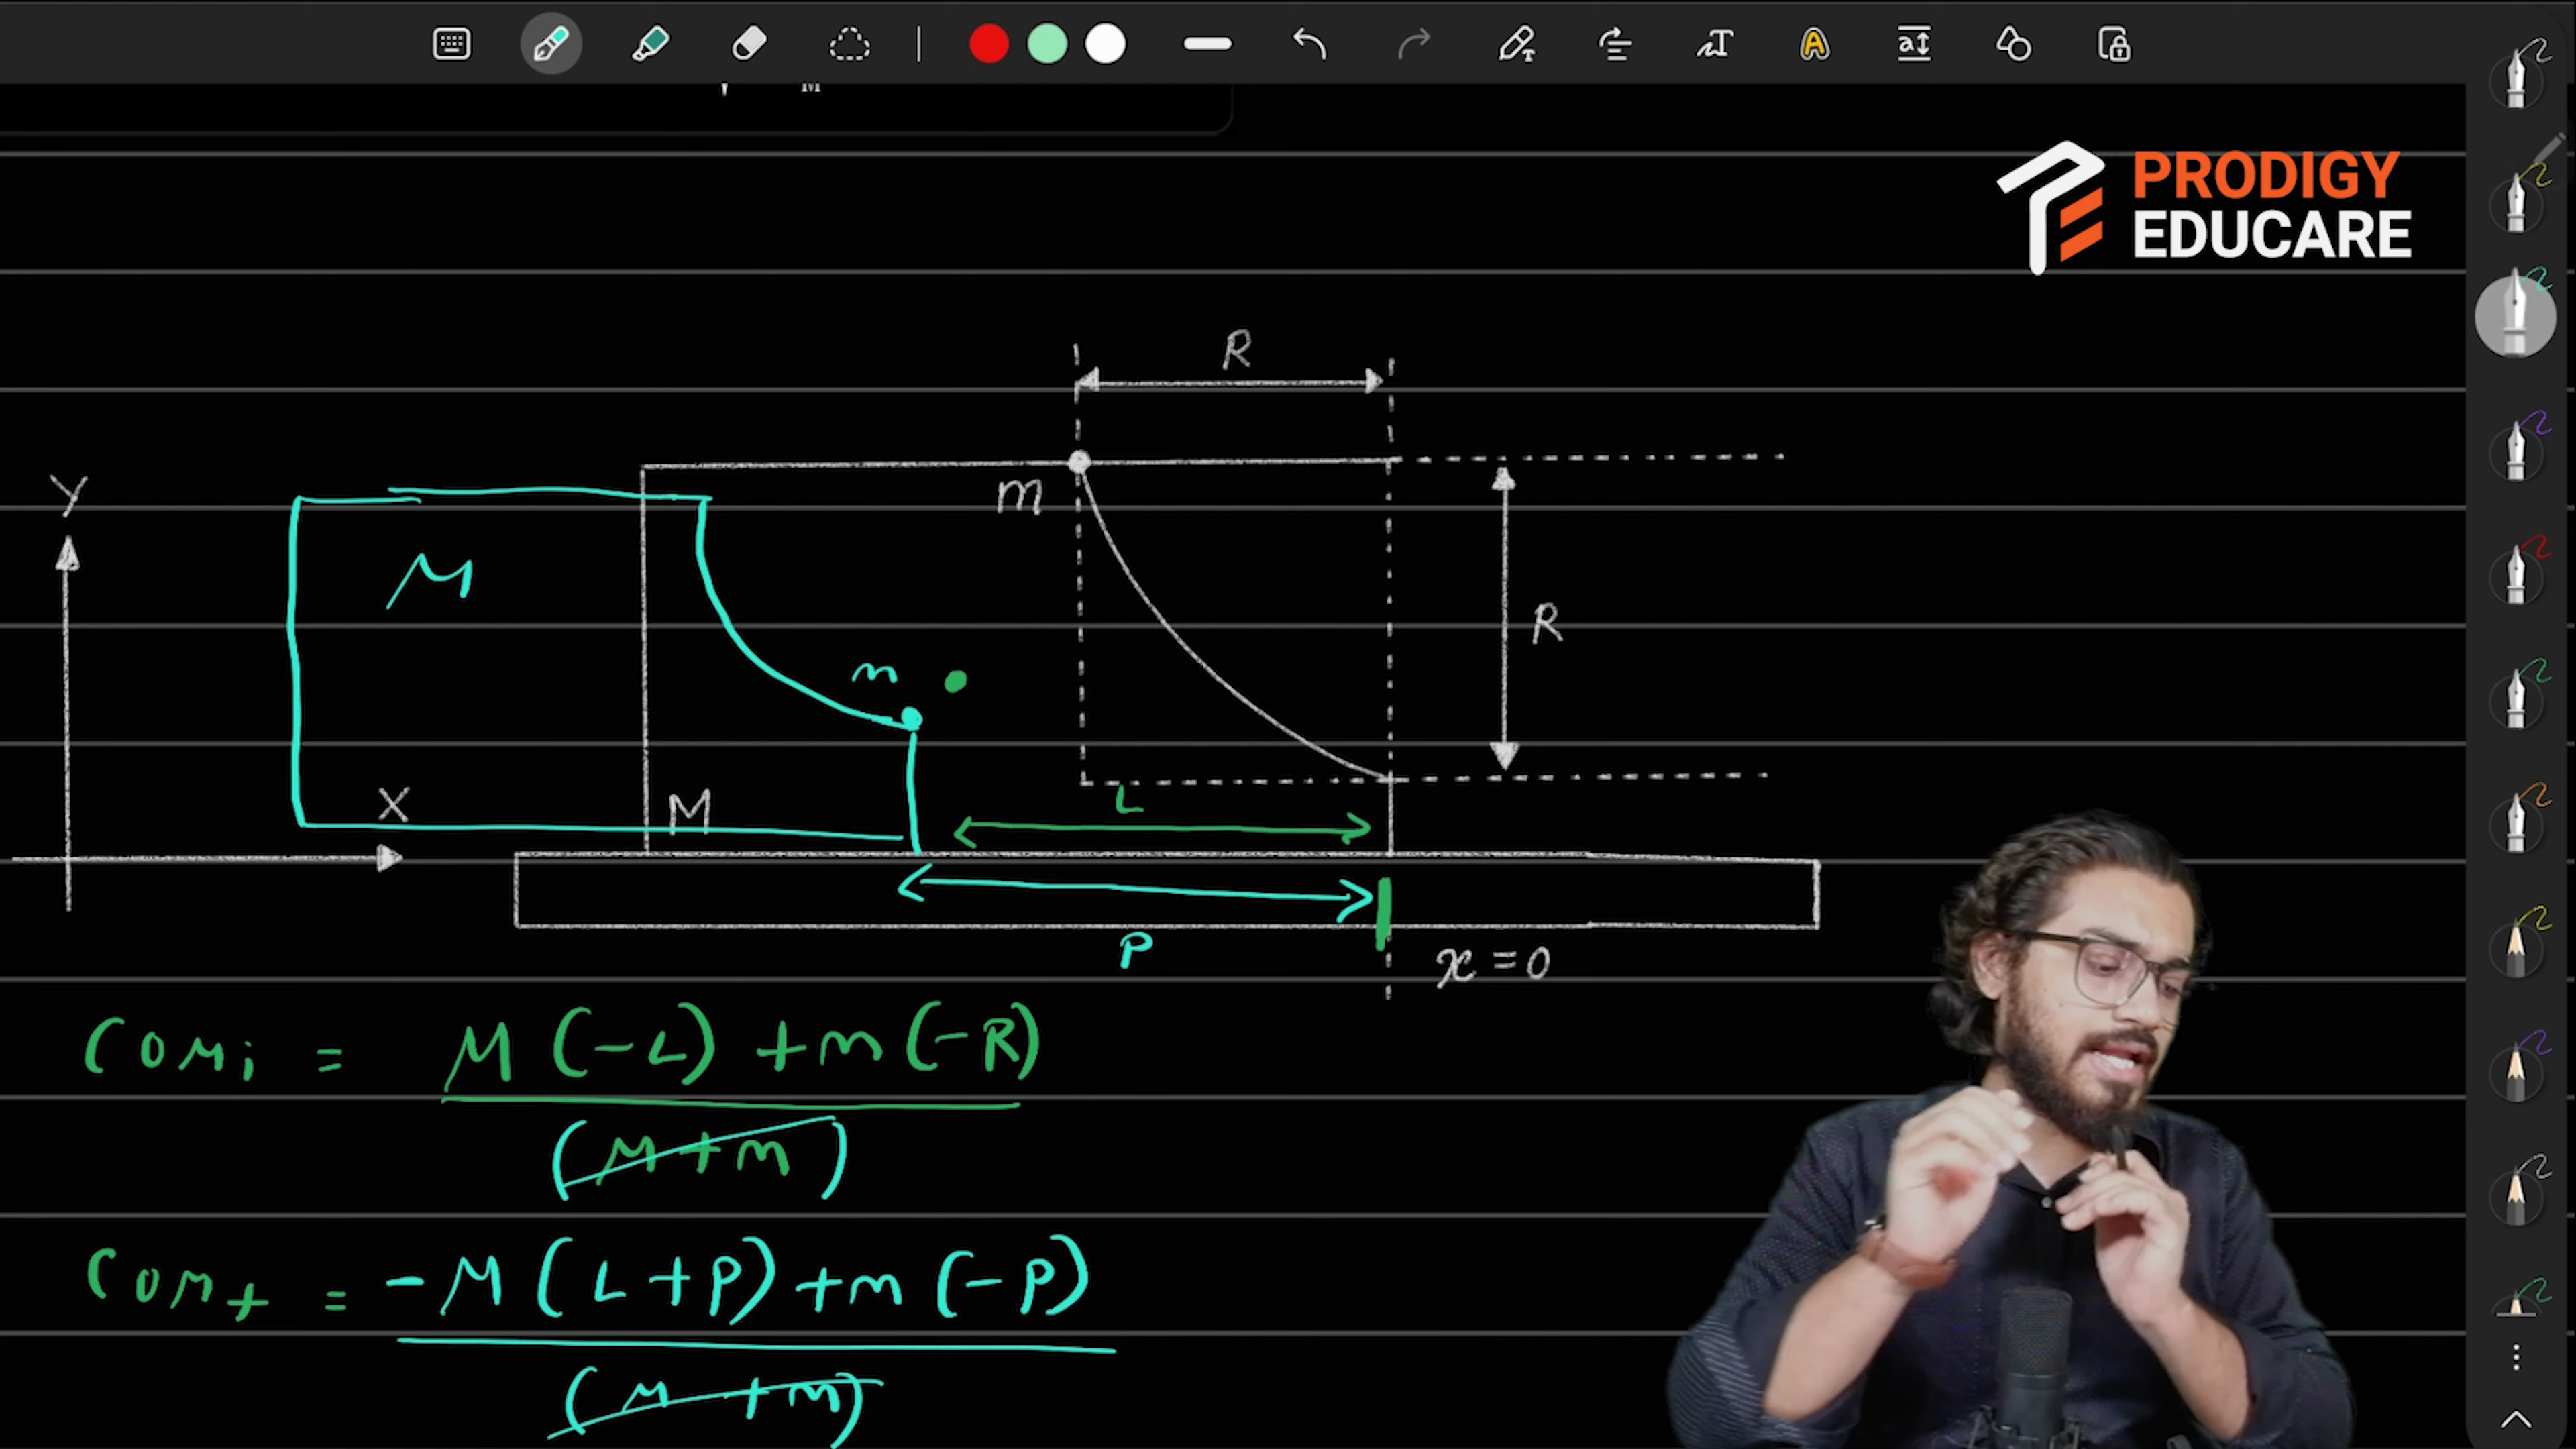 M
PRODIGY
EDUCARE
R
Y
m
M
R
m
X
M
L
P
x = 0
COMi = M (-L) + m (-R)
(M + m)
COMf = - M (L + P) + m (- P)
(M + m)